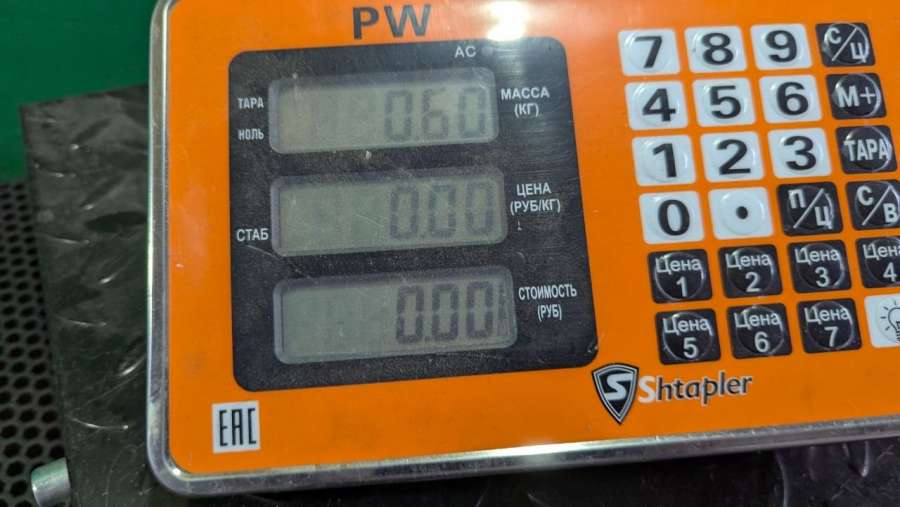 PW
AC
ТАРА
НОЛЬ
0.60
МАССА
(КГ)
СТАБ
0.00
ЦЕНА
(РУБ/КГ)
0.00
СТОИМОСТЬ
(РУБ)
7 8 9 С/Ц
4 5 6 М+
1 2 3 ТАРА
0 • П/Ц С/В
Цена 1 Цена 2 Цена 3 Цена 4
Цена 5 Цена 6 Цена 7
S Shtapler
EAC